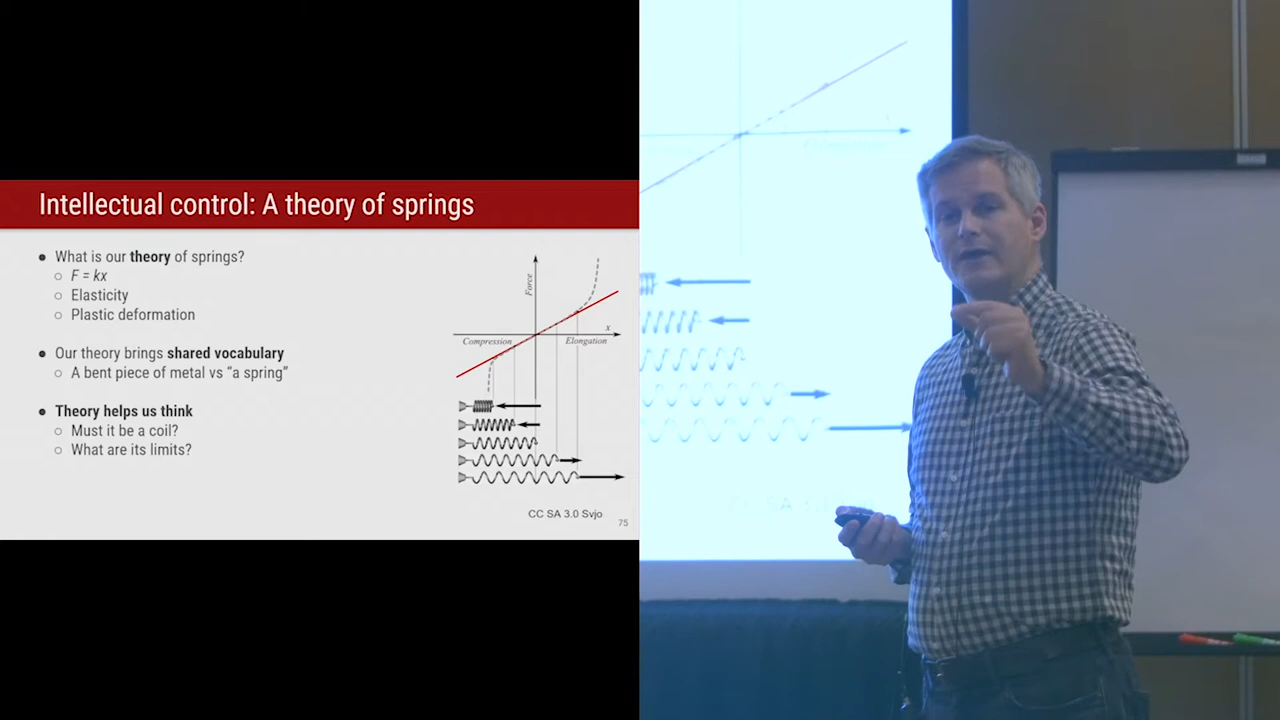 Intellectual control: A theory of springs
What is our theory of springs?
F = kx
Elasticity
Plastic deformation
Our theory brings shared vocabulary
A bent piece of metal vs “a spring”
Theory helps us think
Must it be a coil?
What are its limits?
Force
x
Compression
Elongation
CC SA 3.0 Svjo
75